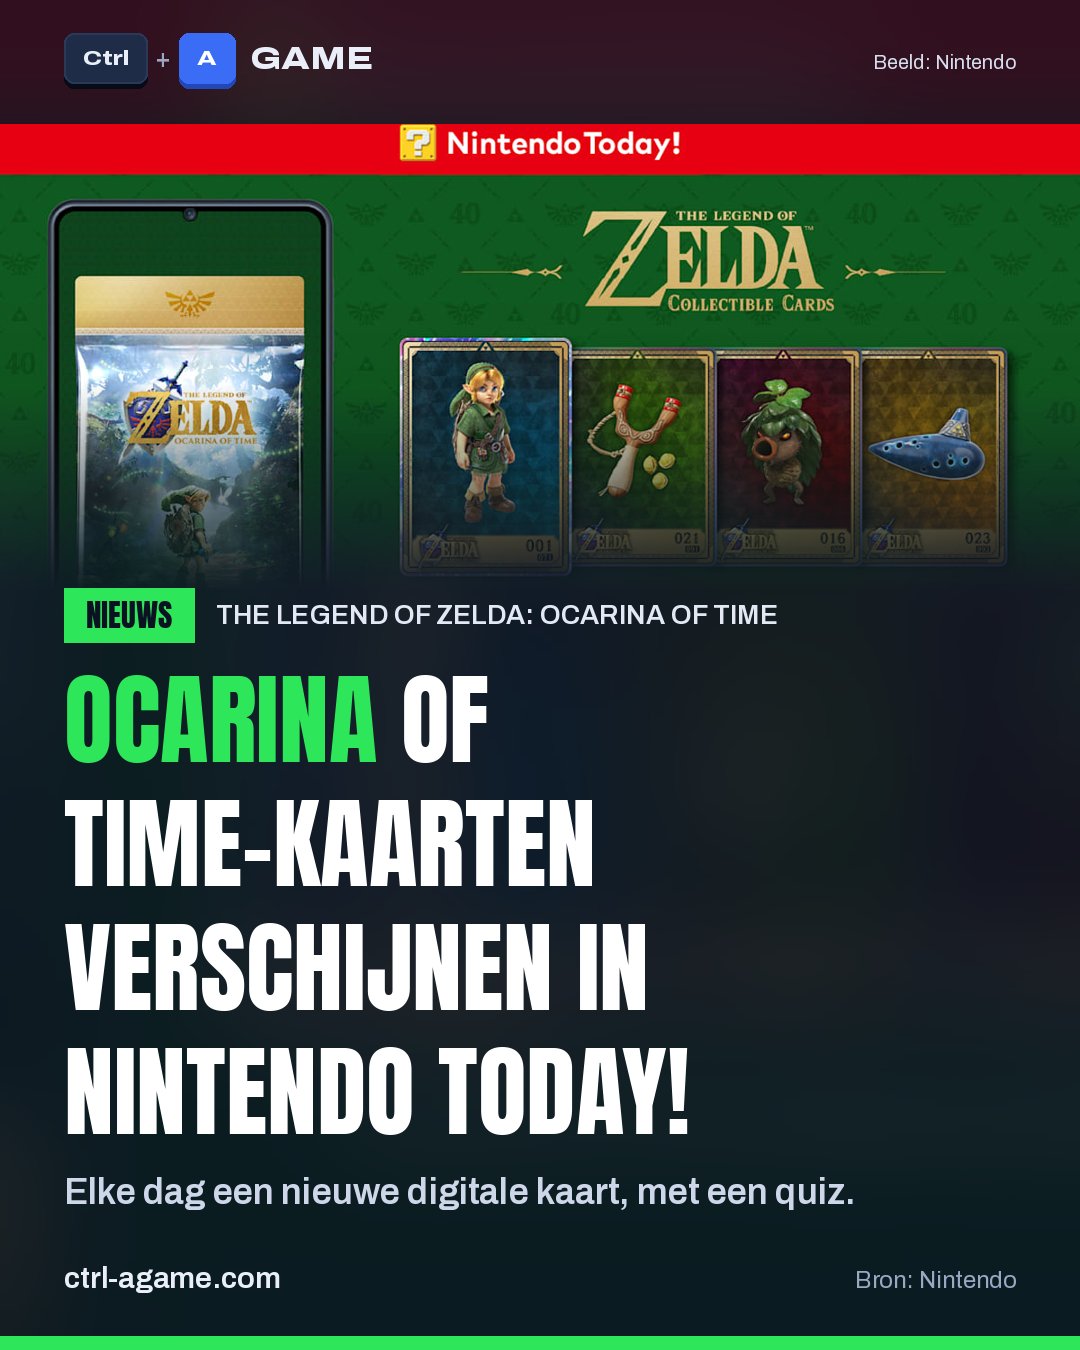 Ctrl + A GAME
Beeld: Nintendo
? Nintendo Today!
THE LEGEND OF
ZELDA™
COLLECTIBLE CARDS
40
THE LEGEND OF
ZELDA
OCARINA OF TIME
ZELDA 001
ZELDA 021
ZELDA 016
ZELDA 023
NIEUWS THE LEGEND OF ZELDA: OCARINA OF TIME
OCARINA OF
TIME-KAARTEN
VERSCHIJNEN IN
NINTENDO TODAY!
Elke dag een nieuwe digitale kaart, met een quiz.
ctrl-agame.com
Bron: Nintendo